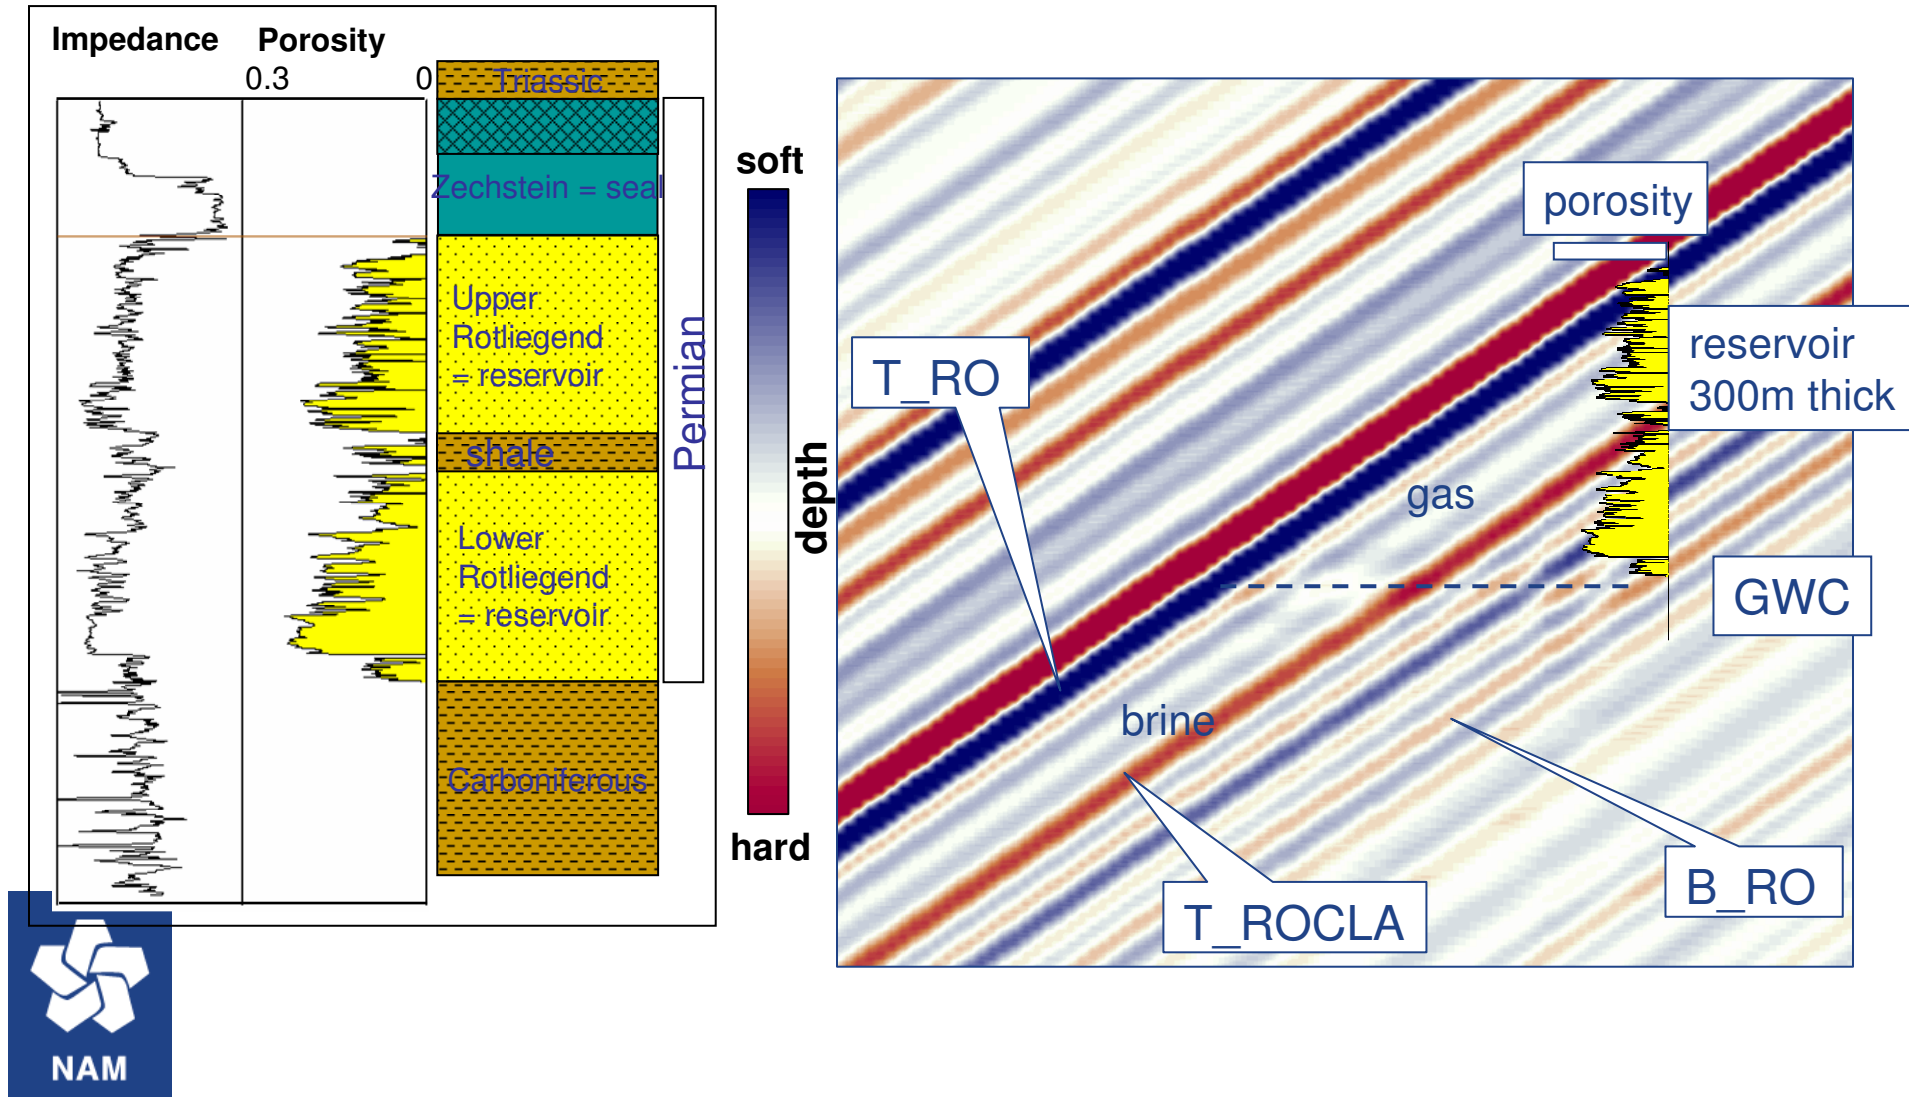 Impedance
Porosity
0.3
0
Triassic
Zechstein = seal
Upper
Rotliegend
= reservoir
shale
Lower
Rotliegend
= reservoir
Carboniferous
Permian
soft
depth
hard
porosity
T_RO
reservoir
300m thick
gas
GWC
brine
B_RO
T_ROCLA
NAM